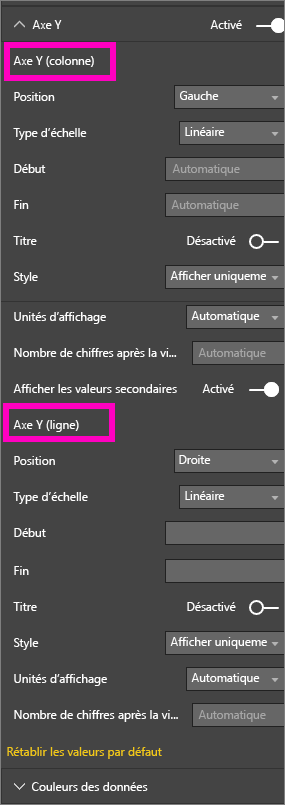 Axe Y Activé
Axe Y (colonne)
Position Gauche
Type d'échelle Linéaire
Début Automatique
Fin Automatique
Titre Désactivé
Style Afficher uniqueme
Unités d'affichage Automatique
Nombre de chiffres après la vi... Automatique
Afficher les valeurs secondaires Activé
Axe Y (ligne)
Position Droite
Type d'échelle Linéaire
Début
Fin
Titre Désactivé
Style Afficher uniqueme
Unités d'affichage Automatique
Nombre de chiffres après la vi... Automatique
Rétablir les valeurs par défaut
Couleurs des données